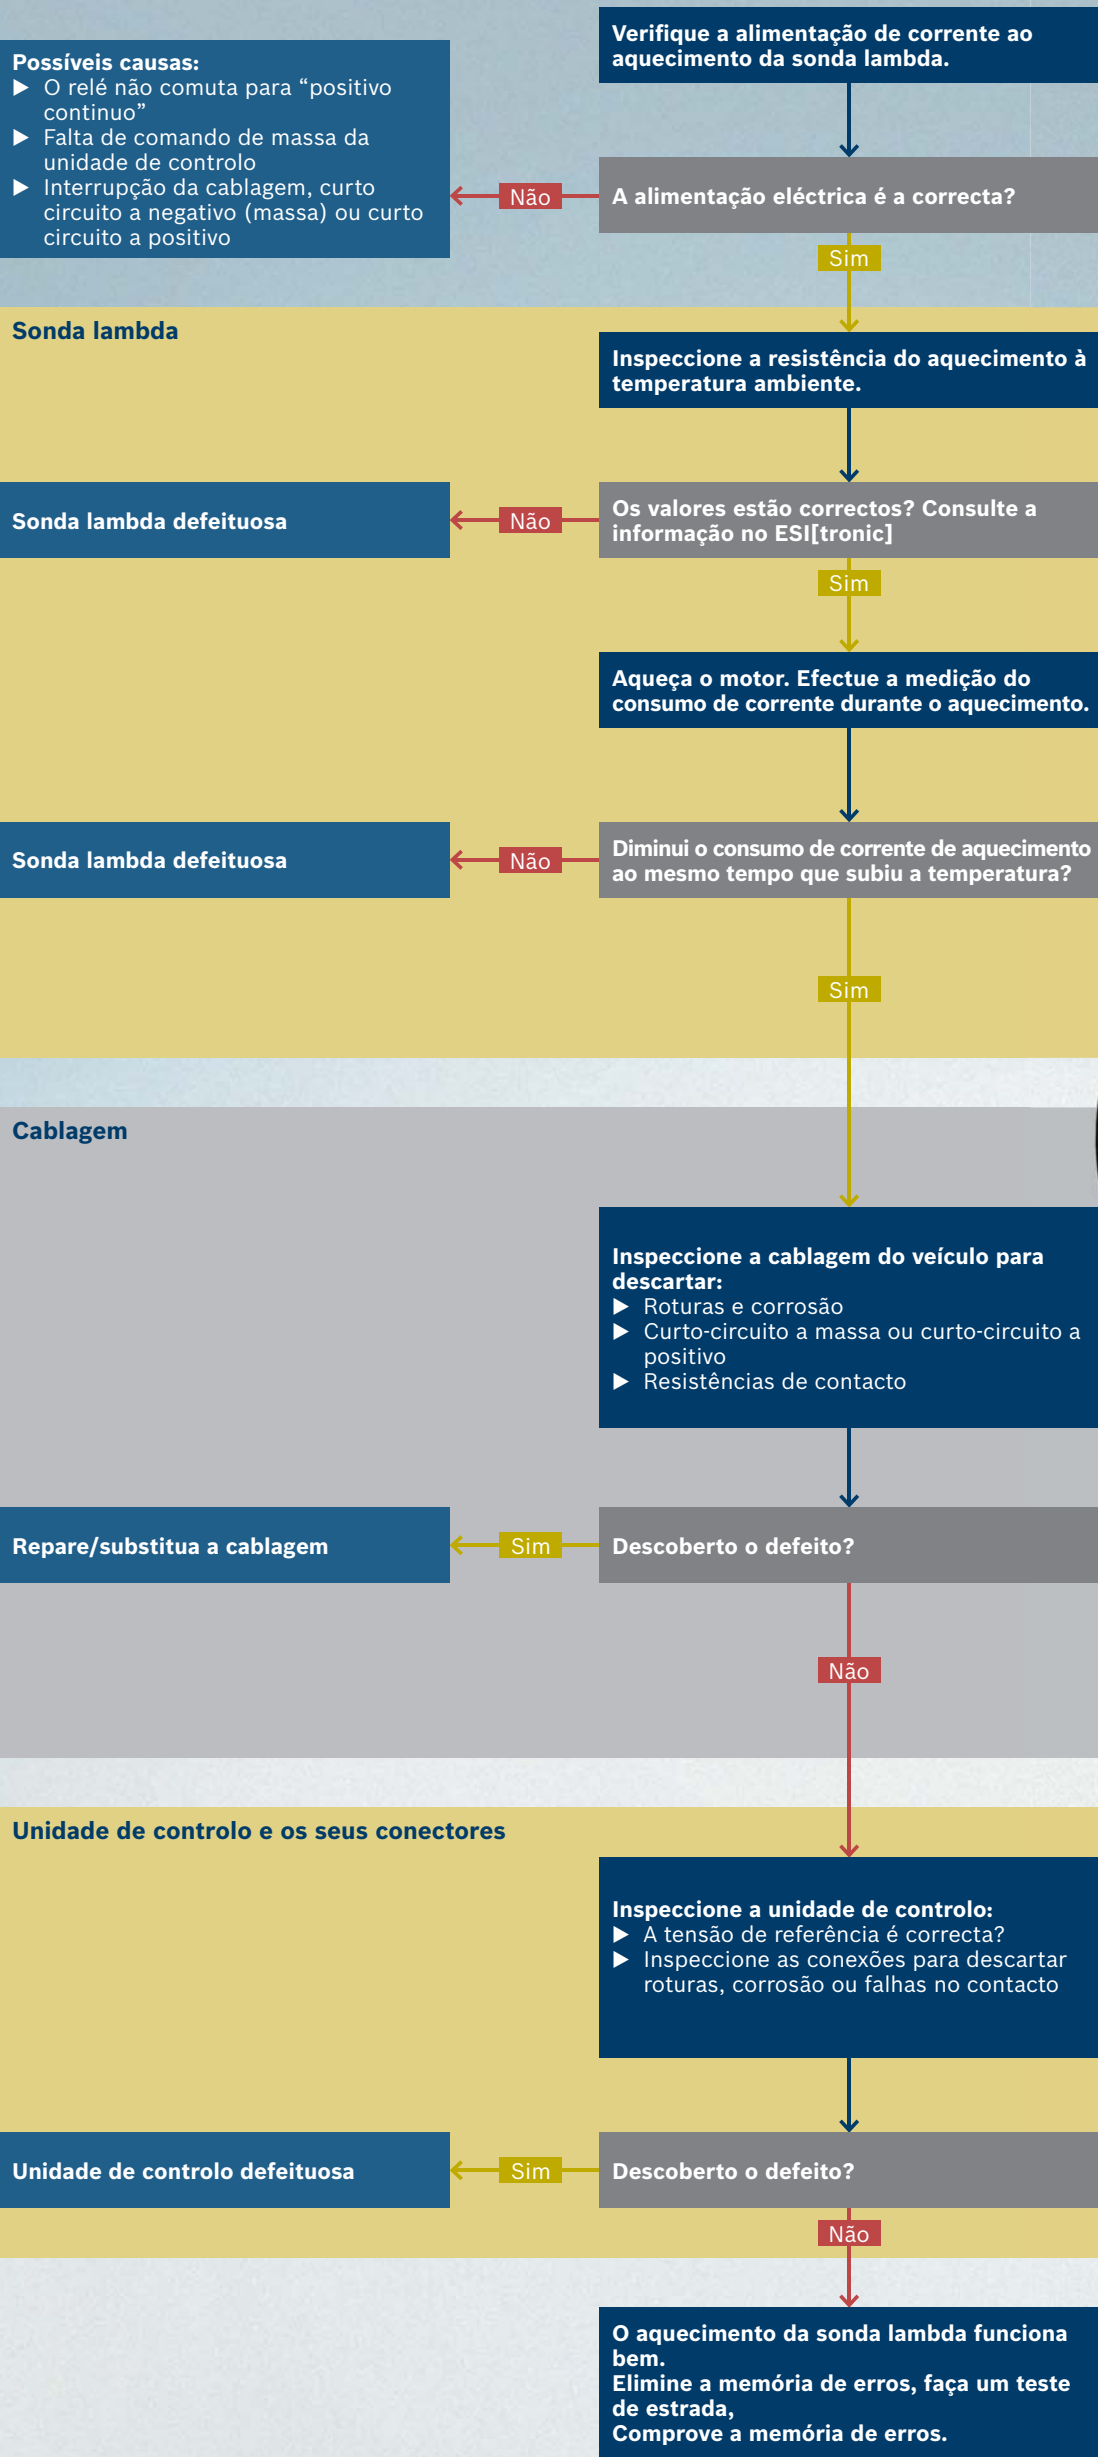 Verifique a alimentação de corrente ao
aquecimento da sonda lambda.
Possíveis causas:
▶ O relé não comuta para “positivo
continuo”
▶ Falta de comando de massa da
unidade de controlo
▶ Interrupção da cablagem, curto
circuito a negativo (massa) ou curto
circuito a positivo
Não
A alimentação eléctrica é a correcta?
Sim
Sonda lambda
Inspeccione a resistência do aquecimento à
temperatura ambiente.
Sonda lambda defeituosa
Não
Os valores estão correctos? Consulte a
informação no ESI[tronic]
Sim
Aqueça o motor. Efectue a medição do
consumo de corrente durante o aquecimento.
Sonda lambda defeituosa
Não
Diminui o consumo de corrente de aquecimento
ao mesmo tempo que subiu a temperatura?
Sim
Cablagem
Inspeccione a cablagem do veículo para
descartar:
▶ Roturas e corrosão
▶ Curto-circuito a massa ou curto-circuito a
positivo
▶ Resistências de contacto
Repare/substitua a cablagem
Sim
Descoberto o defeito?
Não
Unidade de controlo e os seus conectores
Inspeccione a unidade de controlo:
▶ A tensão de referência é correcta?
▶ Inspeccione as conexões para descartar
roturas, corrosão ou falhas no contacto
Unidade de controlo defeituosa
Sim
Descoberto o defeito?
Não
O aquecimento da sonda lambda funciona
bem.
Elimine a memória de erros, faça um teste
de estrada,
Comprove a memória de erros.